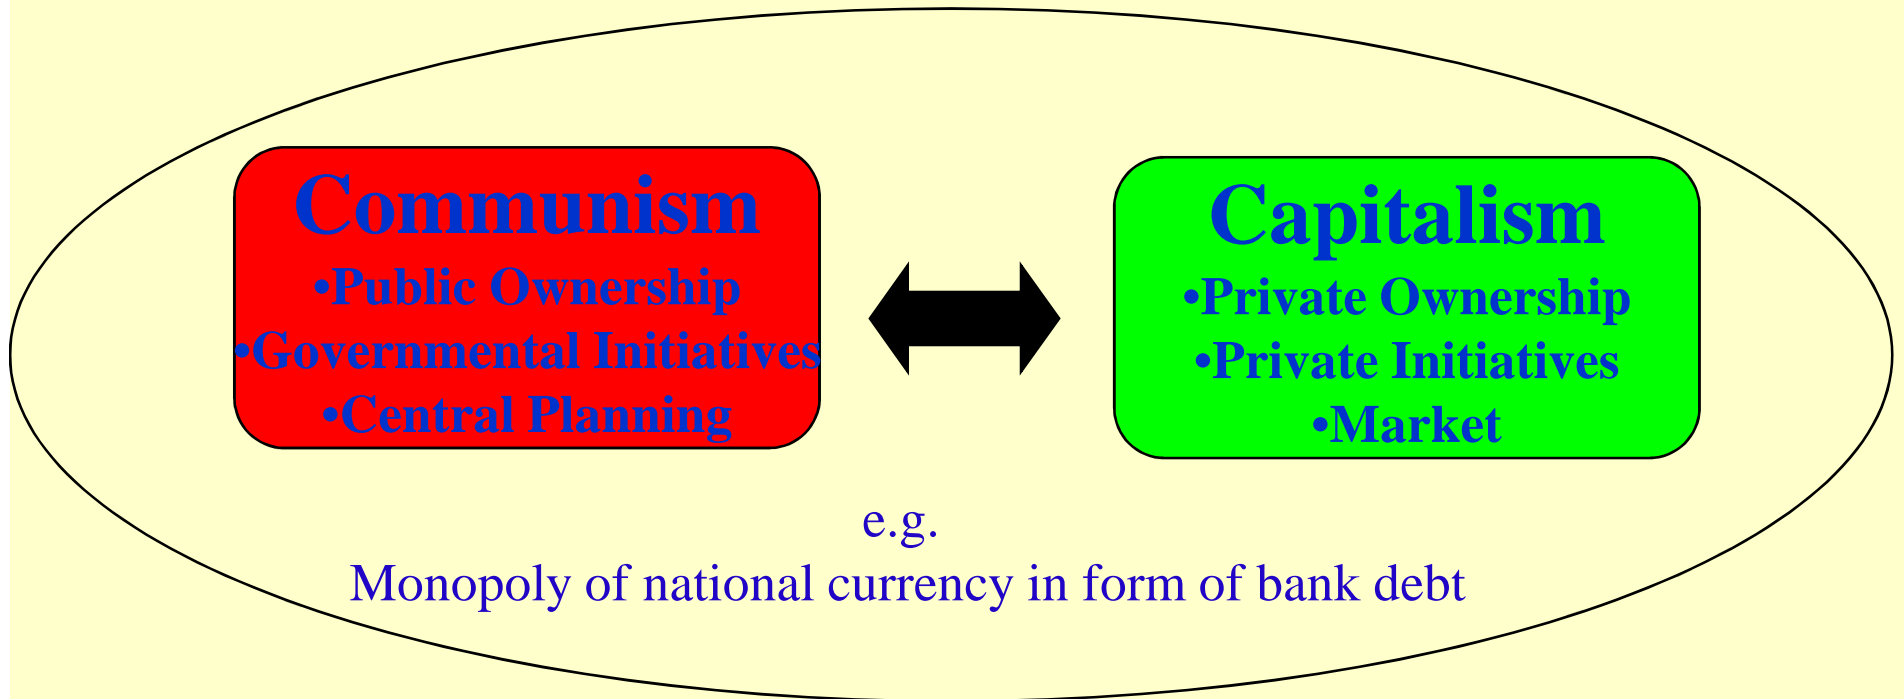 Communism
•Public Ownership
•Governmental Initiatives
•Central Planning
Capitalism
•Private Ownership
•Private Initiatives
•Market
e.g.
Monopoly of national currency in form of bank debt